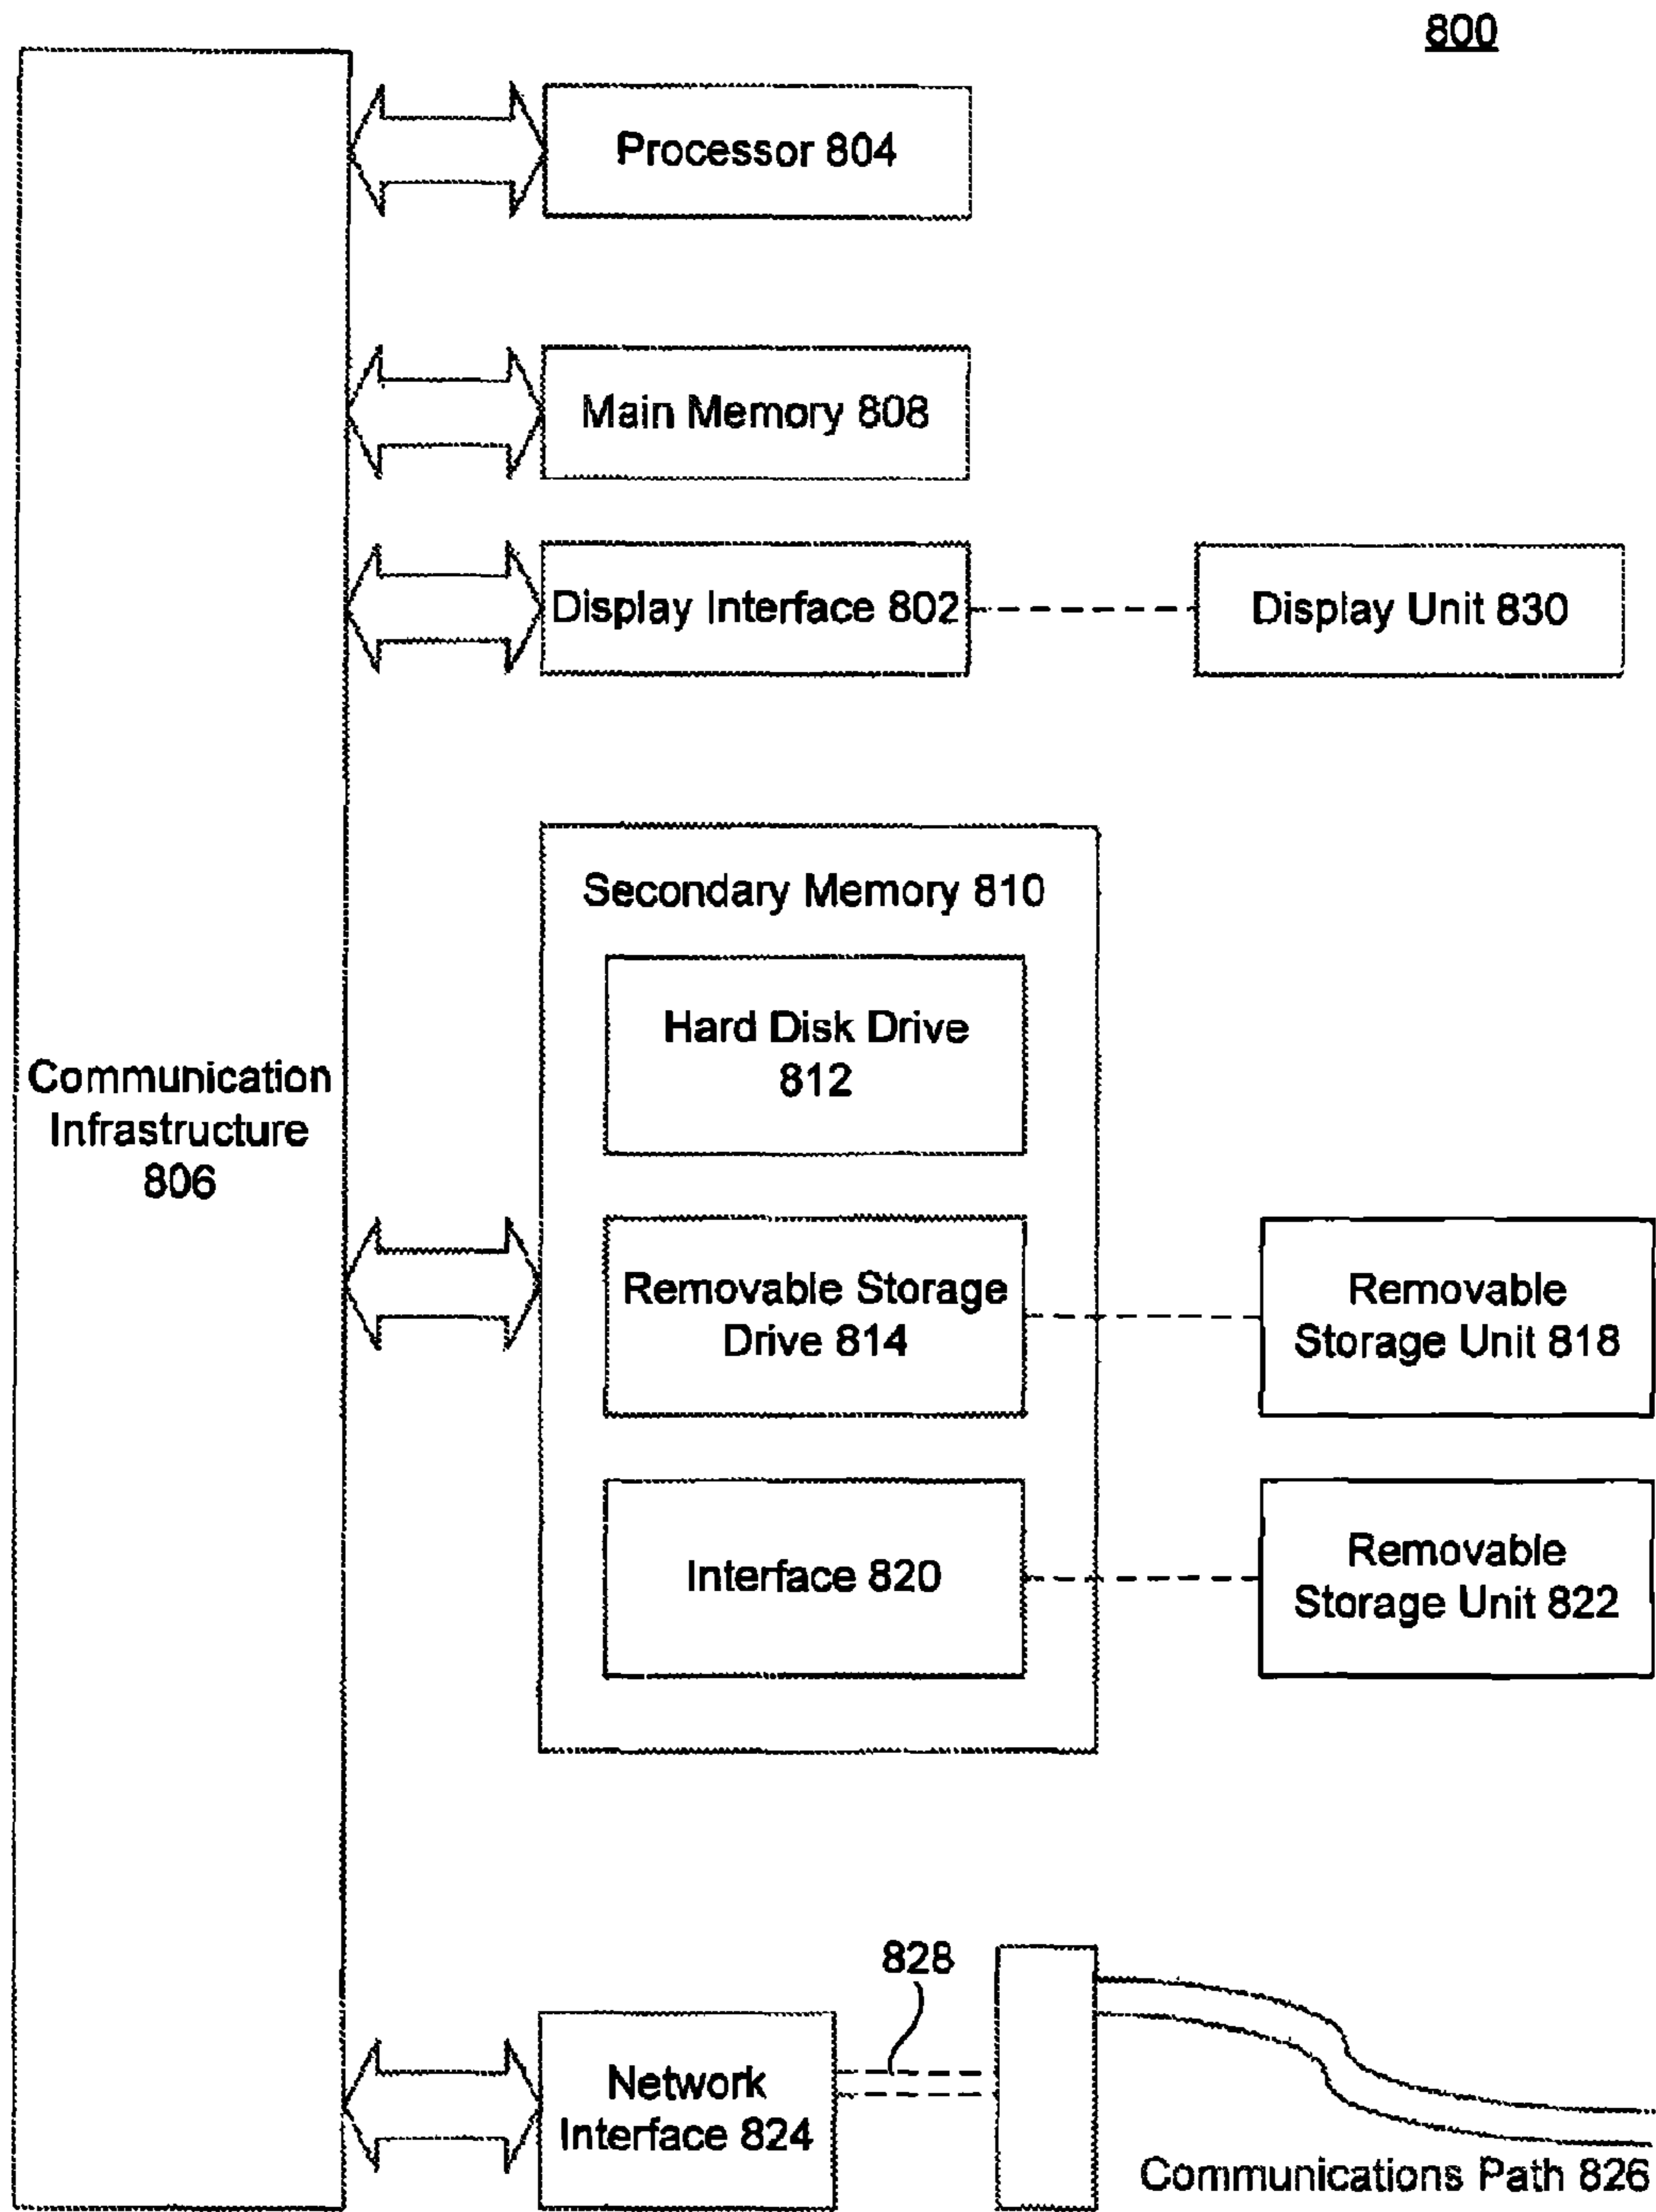 800
Processor 804
Main Memory 808
Display Interface 802
Display Unit 830
Secondary Memory 810
Hard Disk Drive
812
Communication
Infrastructure
806
Removable Storage
Drive 814
Removable
Storage Unit 818
Interface 820
Removable
Storage Unit 822
828
Network
Interface 824
Communications Path 826